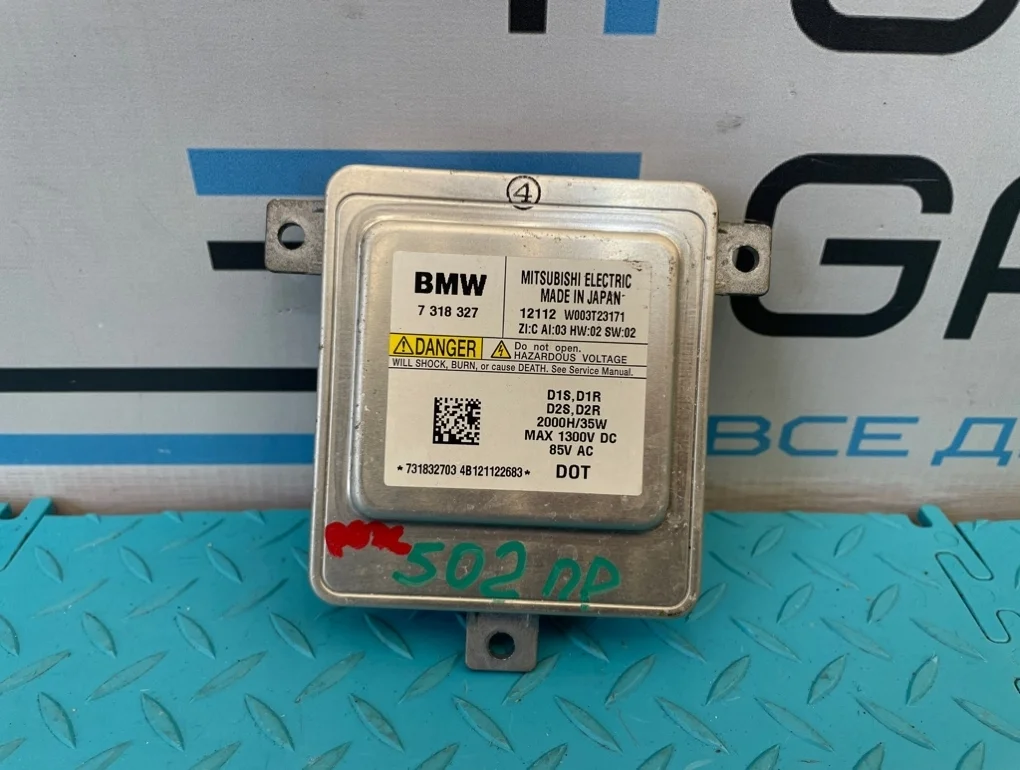 ④
BMW
7 318 327
MITSUBISHI ELECTRIC
MADE IN JAPAN
12112 W003T23171
ZI:C AI:03 HW:02 SW:02
DANGER
Do not open.
HAZARDOUS VOLTAGE
WILL SHOCK, BURN, or cause DEATH. See Service Manual.
D1S,D1R
D2S,D2R
2000H/35W
MAX 1300V DC
85V AC
*731832703 4B121122683*
DOT
502 ПР
GA
ВСЕ Д